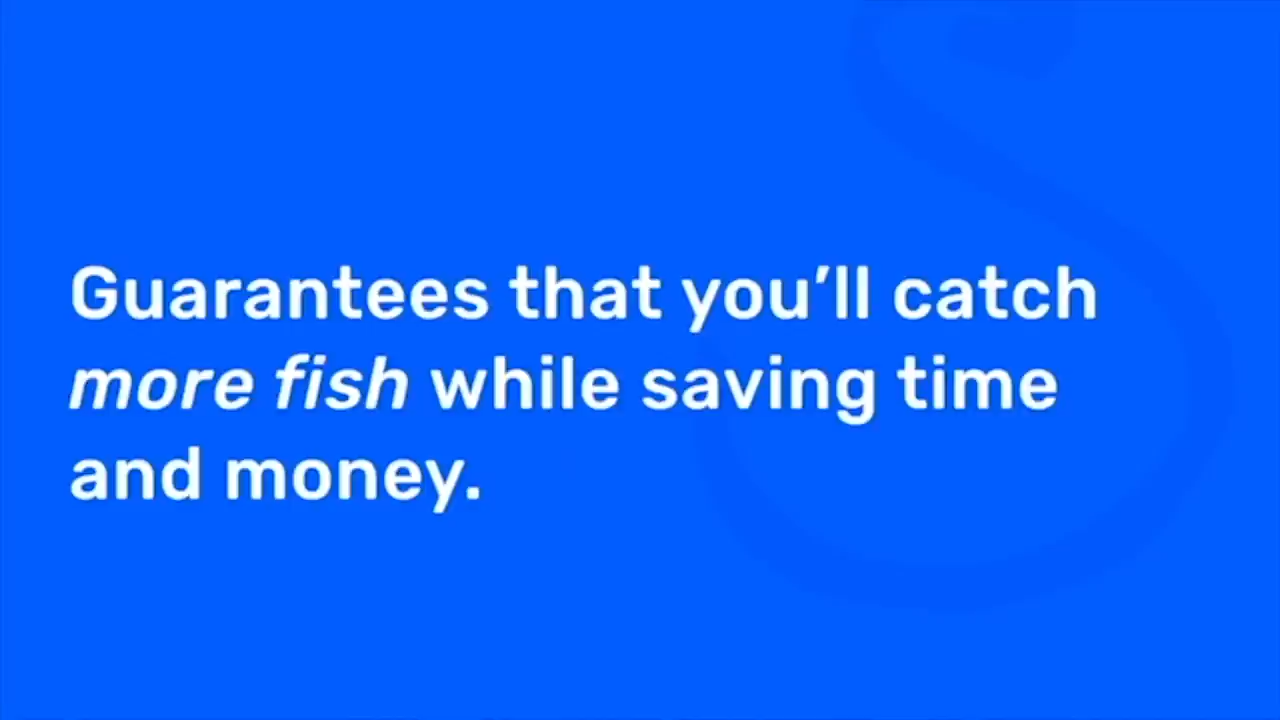 Guarantees that you’ll catch
more fish while saving time
and money.